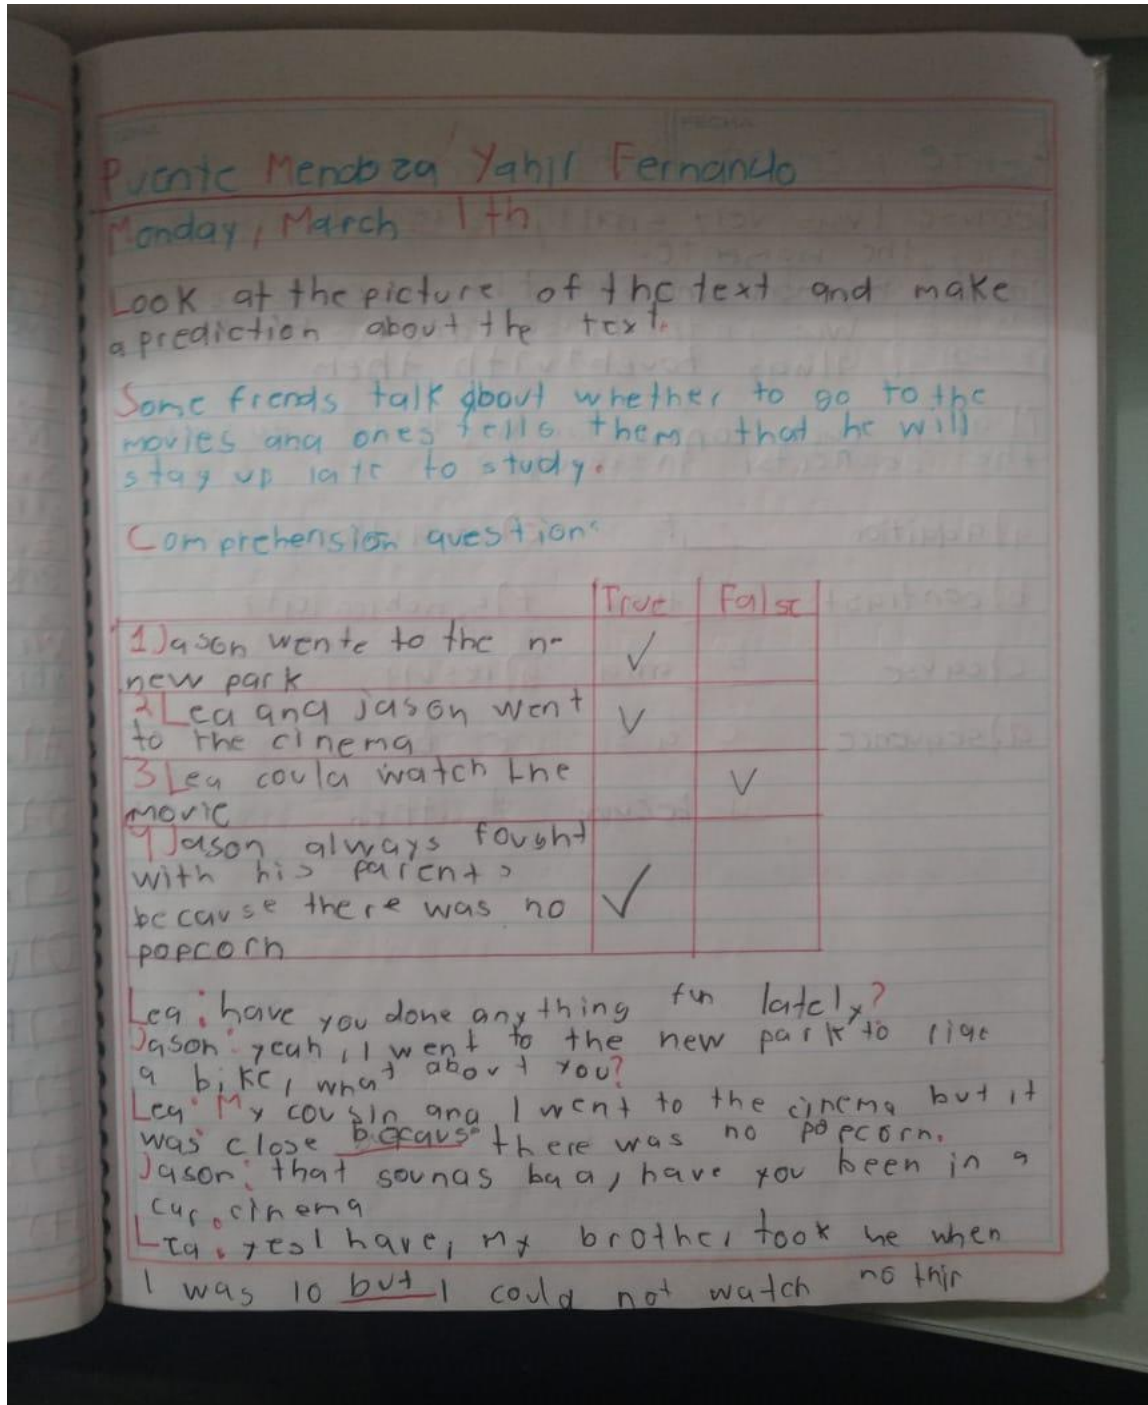 FECHA
Puente Mendoza Yahir Fernando
Monday, March 1th
Look at the picture of the text and make
a prediction about the text.
Some friends talk about whether to go to the
movies and ones tells them that he will
stay up late to study.
Comprehension questions
True False
1 Jason wente to the n-
new park
2 Lea and Jason went
to the cinema
3 Lea could watch the
movie
4 Jason always fought
with his parents
because there was no
popcorn
Lea: have you done anything fun lately?
Jason: yeah, I went to the new park to ride
a bike, what about you?
Lea: My cousin and I went to the cinema but it
was close because there was no popcorn.
Jason: that sounds bad, have you been in a
car cinema
Lea: yes I have, my brother took me when
I was 10 but I could not watch